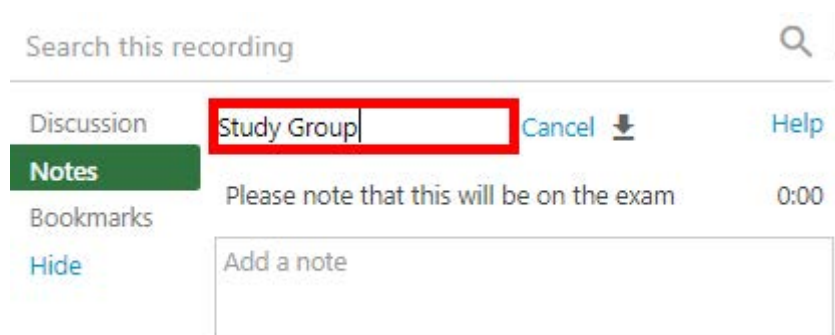 Search this recording
Discussion
Study Group
Cancel
Help
Notes
Please note that this will be on the exam
0:00
Bookmarks
Hide
Add a note